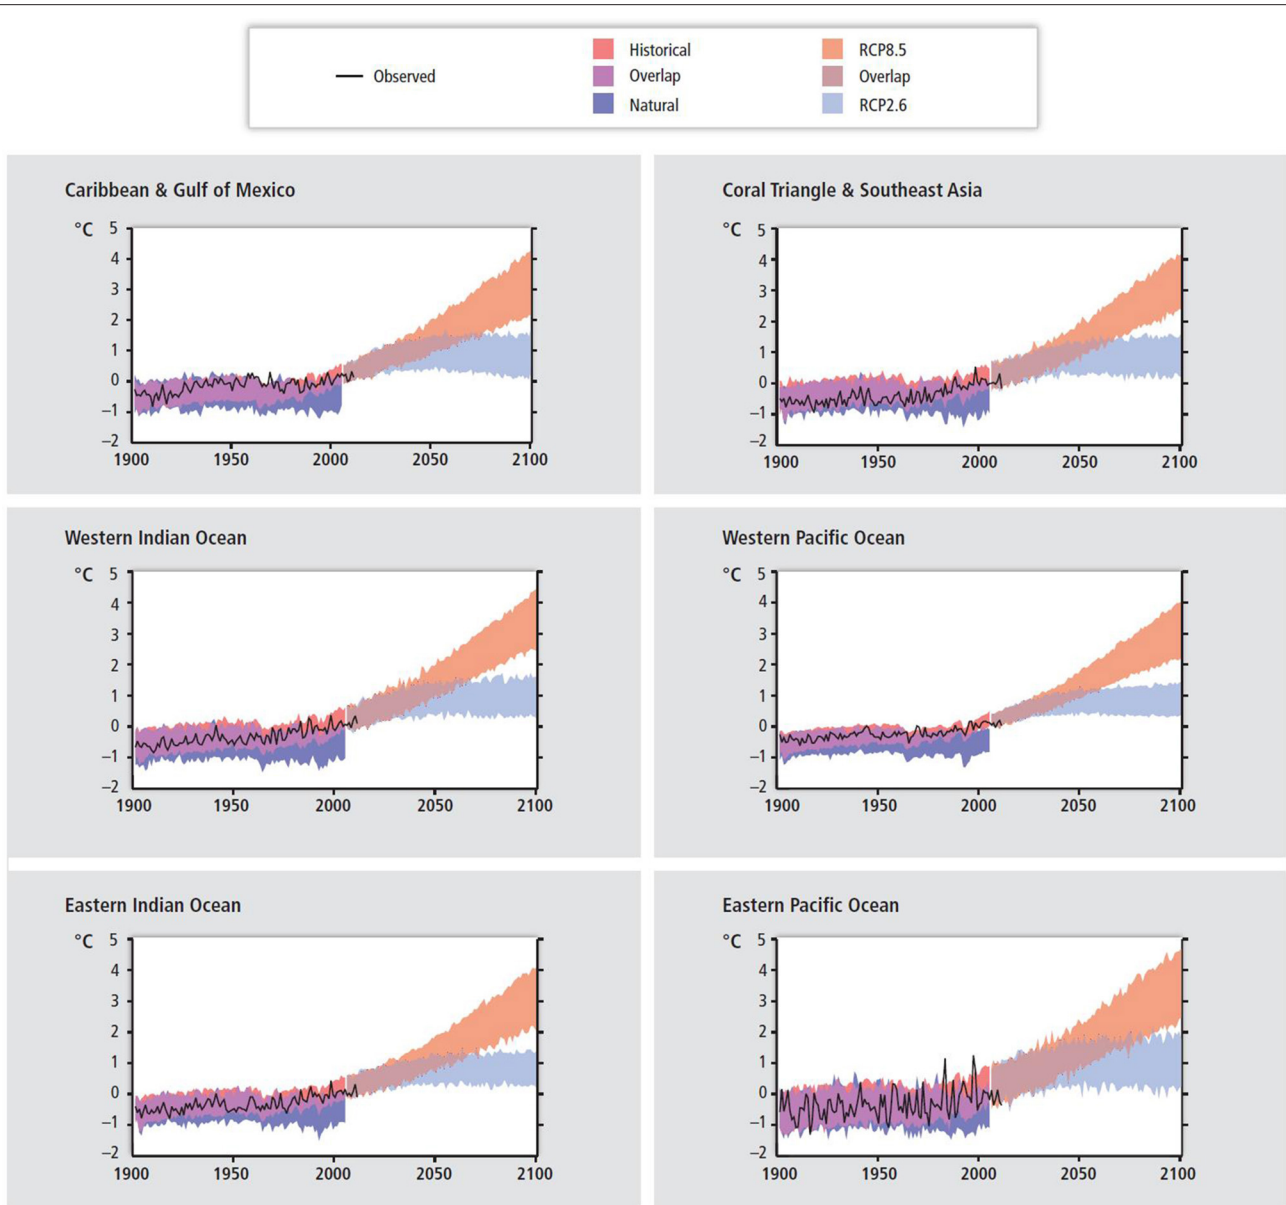 Observed
Historical
Overlap
Natural
RCP8.5
Overlap
RCP2.6
Caribbean & Gulf of Mexico
°C
5
4
3
2
1
0
–1
–2
1900 1950 2000 2050 2100
Coral Triangle & Southeast Asia
°C
5
4
3
2
1
0
–1
–2
1900 1950 2000 2050 2100
Western Indian Ocean
°C
5
4
3
2
1
0
–1
–2
1900 1950 2000 2050 2100
Western Pacific Ocean
°C
5
4
3
2
1
0
–1
–2
1900 1950 2000 2050 2100
Eastern Indian Ocean
°C
5
4
3
2
1
0
–1
–2
1900 1950 2000 2050 2100
Eastern Pacific Ocean
°C
5
4
3
2
1
0
–1
–2
1900 1950 2000 2050 2100